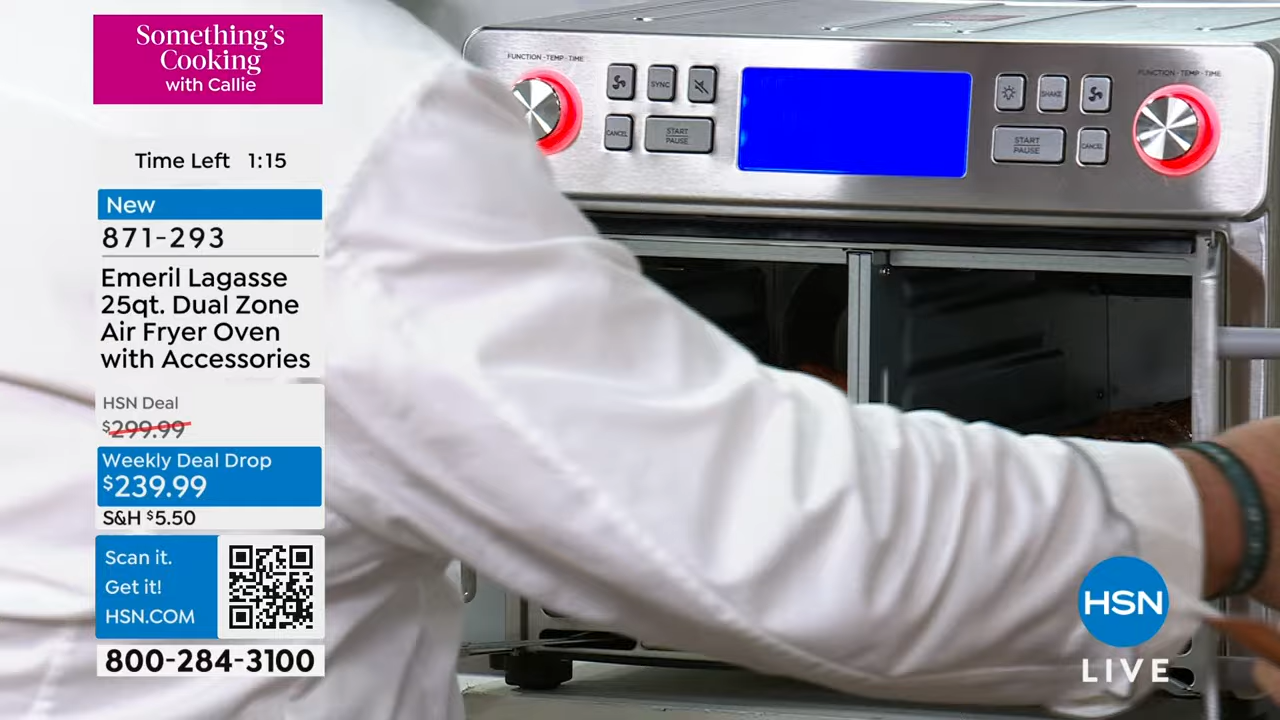 Something's
Cooking
with Callie
Time Left 1:15
New
871-293
Emeril Lagasse
25qt. Dual Zone
Air Fryer Oven
with Accessories
HSN Deal
$299.99
Weekly Deal Drop
$239.99
S&H $5.50
Scan it.
Get it!
HSN.COM
800-284-3100
FUNCTION · TEMP · TIME
SYNC
CANCEL
START
PAUSE
SHAKE
START
PAUSE
CANCEL
FUNCTION · TEMP · TIME
HSN
LIVE